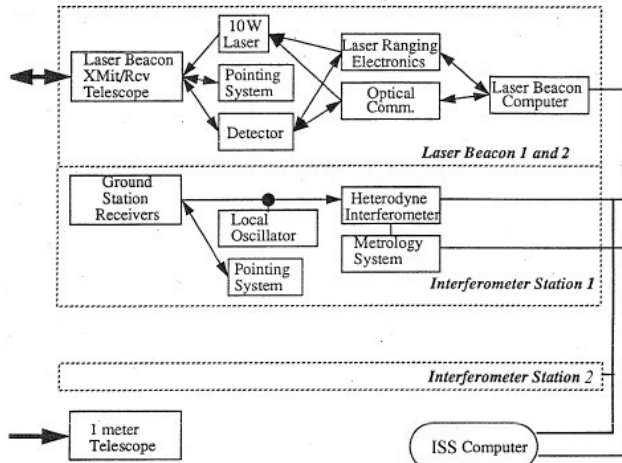 10W
Laser
Laser Beacon
XMit/Rcv
Telescope
Pointing
System
Detector
Laser Ranging
Electronics
Optical
Comm.
Laser Beacon
Computer
Laser Beacon 1 and 2
Ground
Station
Receivers
Local
Oscillator
Pointing
System
Heterodyne
Interferometer
Metrology
System
Interferometer Station 1
Interferometer Station 2
1 meter
Telescope
ISS Computer